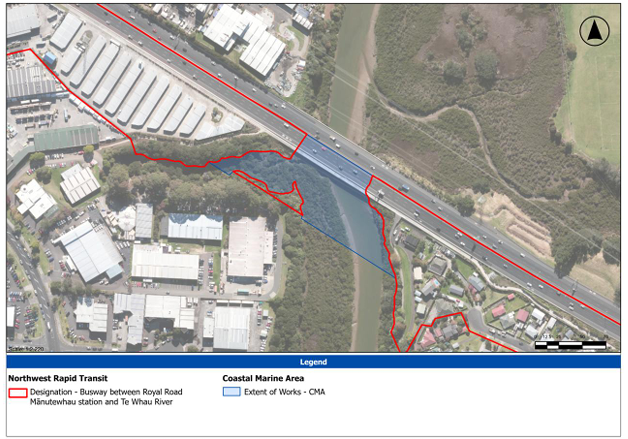 Legend
Northwest Rapid Transit
Designation - Busway between Royal Road
Mānutewhau station and Te Whau River
Coastal Marine Area
Extent of Works - CMA